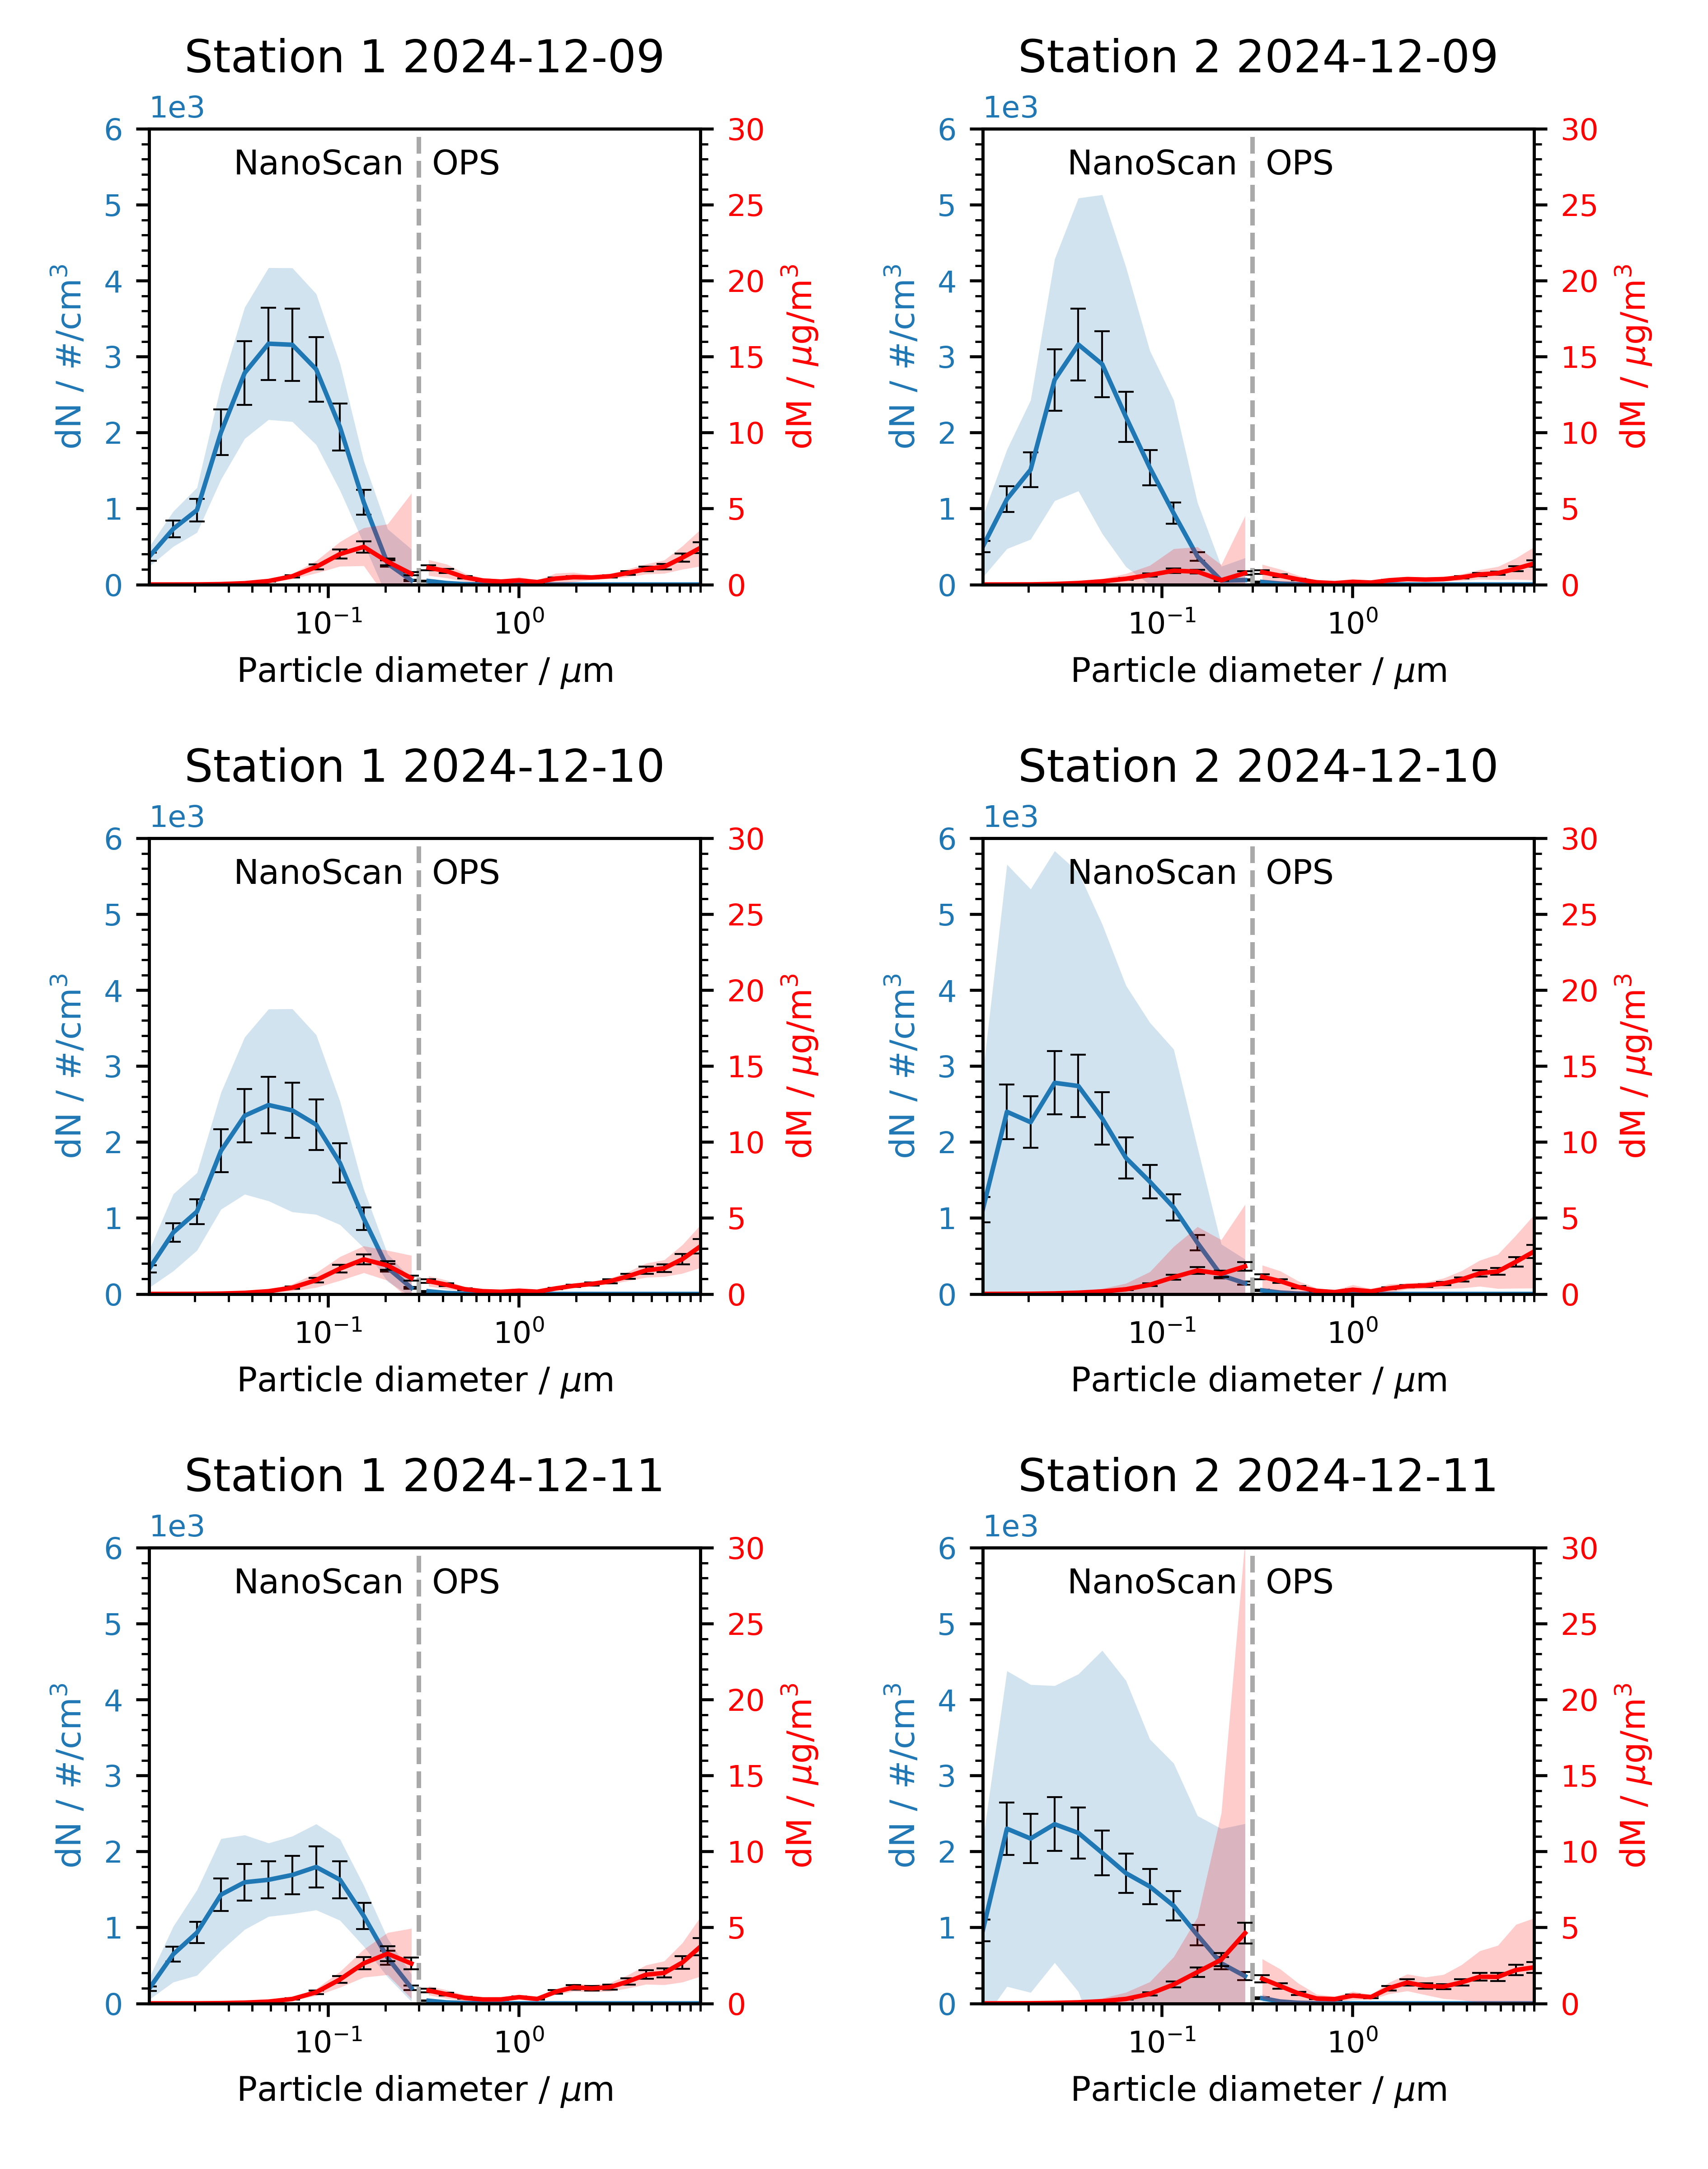 Station 1 2024-12-09
1e3
NanoScan OPS
6
5
4
3
2
1
0
30
25
20
15
10
5
0
dN / #/cm³
dM / μg/m³
10⁻¹ 10⁰
Particle diameter / μm
Station 2 2024-12-09
1e3
NanoScan OPS
6
5
4
3
2
1
0
30
25
20
15
10
5
0
dN / #/cm³
dM / μg/m³
10⁻¹ 10⁰
Particle diameter / μm
Station 1 2024-12-10
1e3
NanoScan OPS
6
5
4
3
2
1
0
30
25
20
15
10
5
0
dN / #/cm³
dM / μg/m³
10⁻¹ 10⁰
Particle diameter / μm
Station 2 2024-12-10
1e3
NanoScan OPS
6
5
4
3
2
1
0
30
25
20
15
10
5
0
dN / #/cm³
dM / μg/m³
10⁻¹ 10⁰
Particle diameter / μm
Station 1 2024-12-11
1e3
NanoScan OPS
6
5
4
3
2
1
0
30
25
20
15
10
5
0
dN / #/cm³
dM / μg/m³
10⁻¹ 10⁰
Particle diameter / μm
Station 2 2024-12-11
1e3
NanoScan OPS
6
5
4
3
2
1
0
30
25
20
15
10
5
0
dN / #/cm³
dM / μg/m³
10⁻¹ 10⁰
Particle diameter / μm